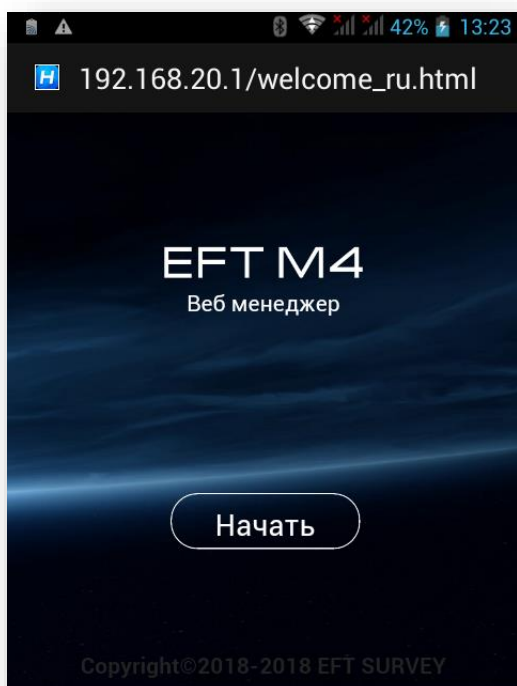 42% 13:23
H 192.168.20.1/welcome_ru.html
EFT M4
Веб менеджер
Начать
Copyright©2018-2018 EFT SURVEY